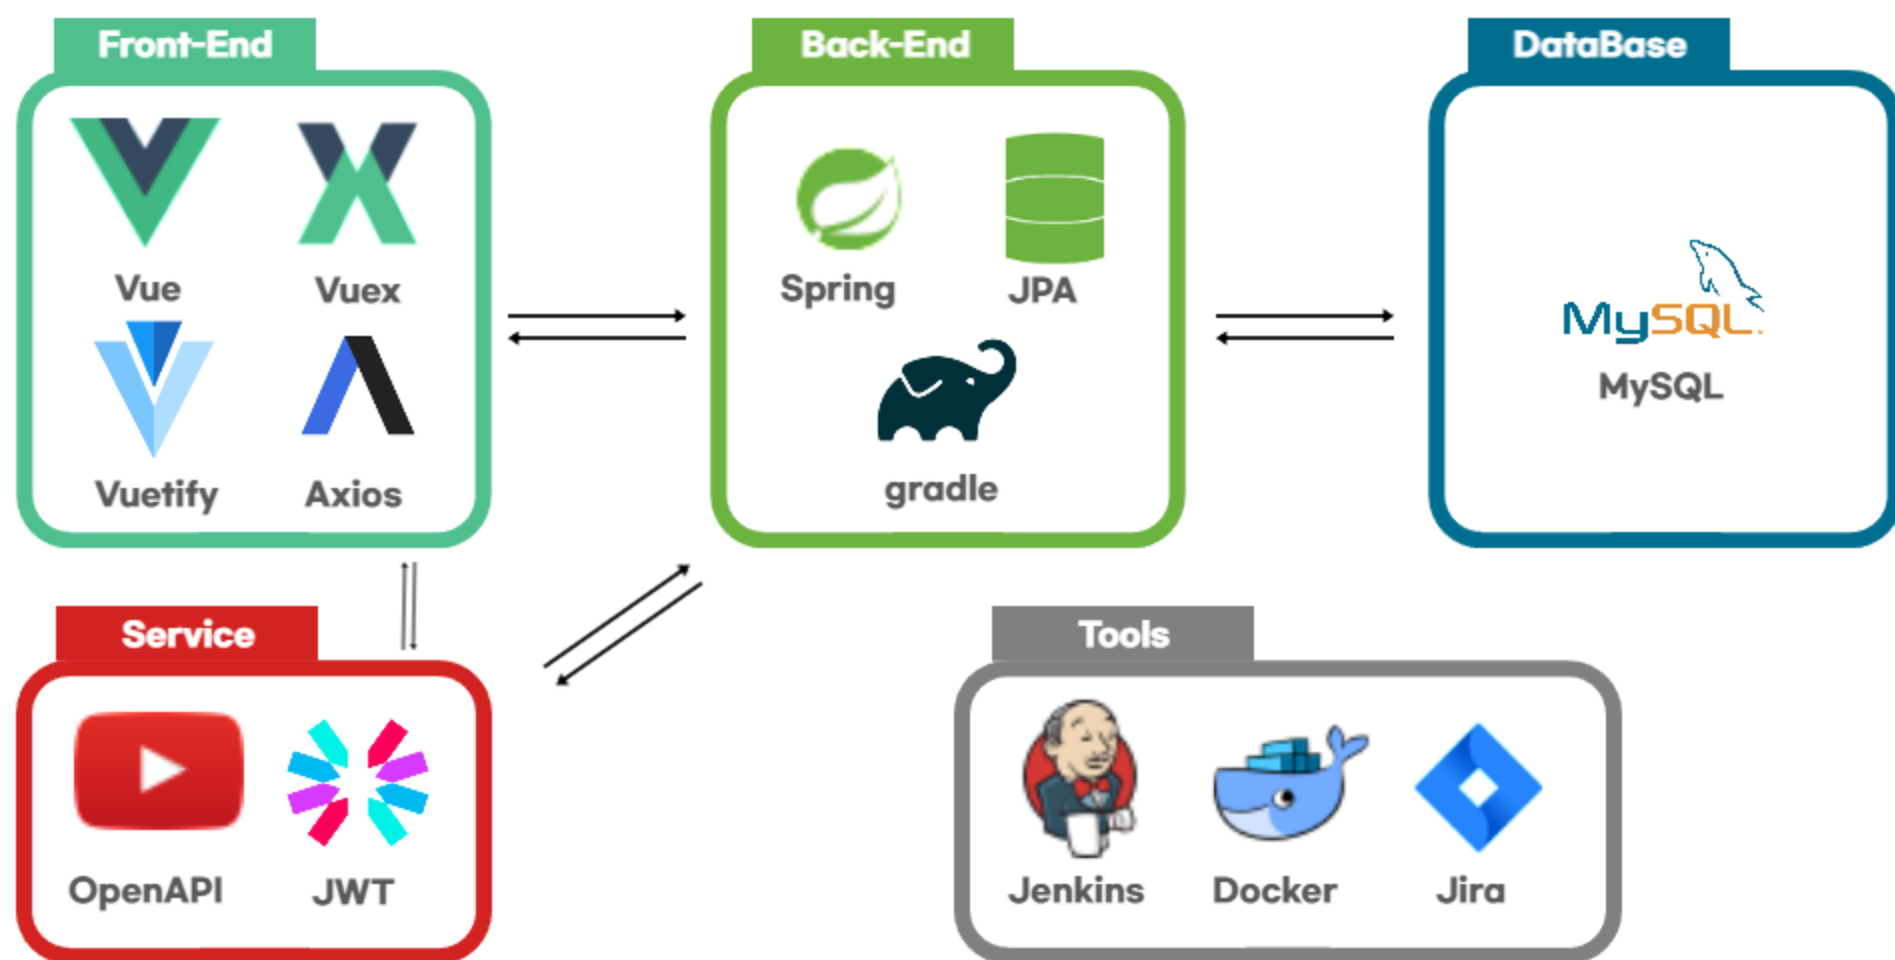 Front-End
Back-End
DataBase
Vue
Vuex
Spring
JPA
MySQL
MySQL
Vuetify
Axios
gradle
Service
Tools
OpenAPI
JWT
Jenkins
Docker
Jira